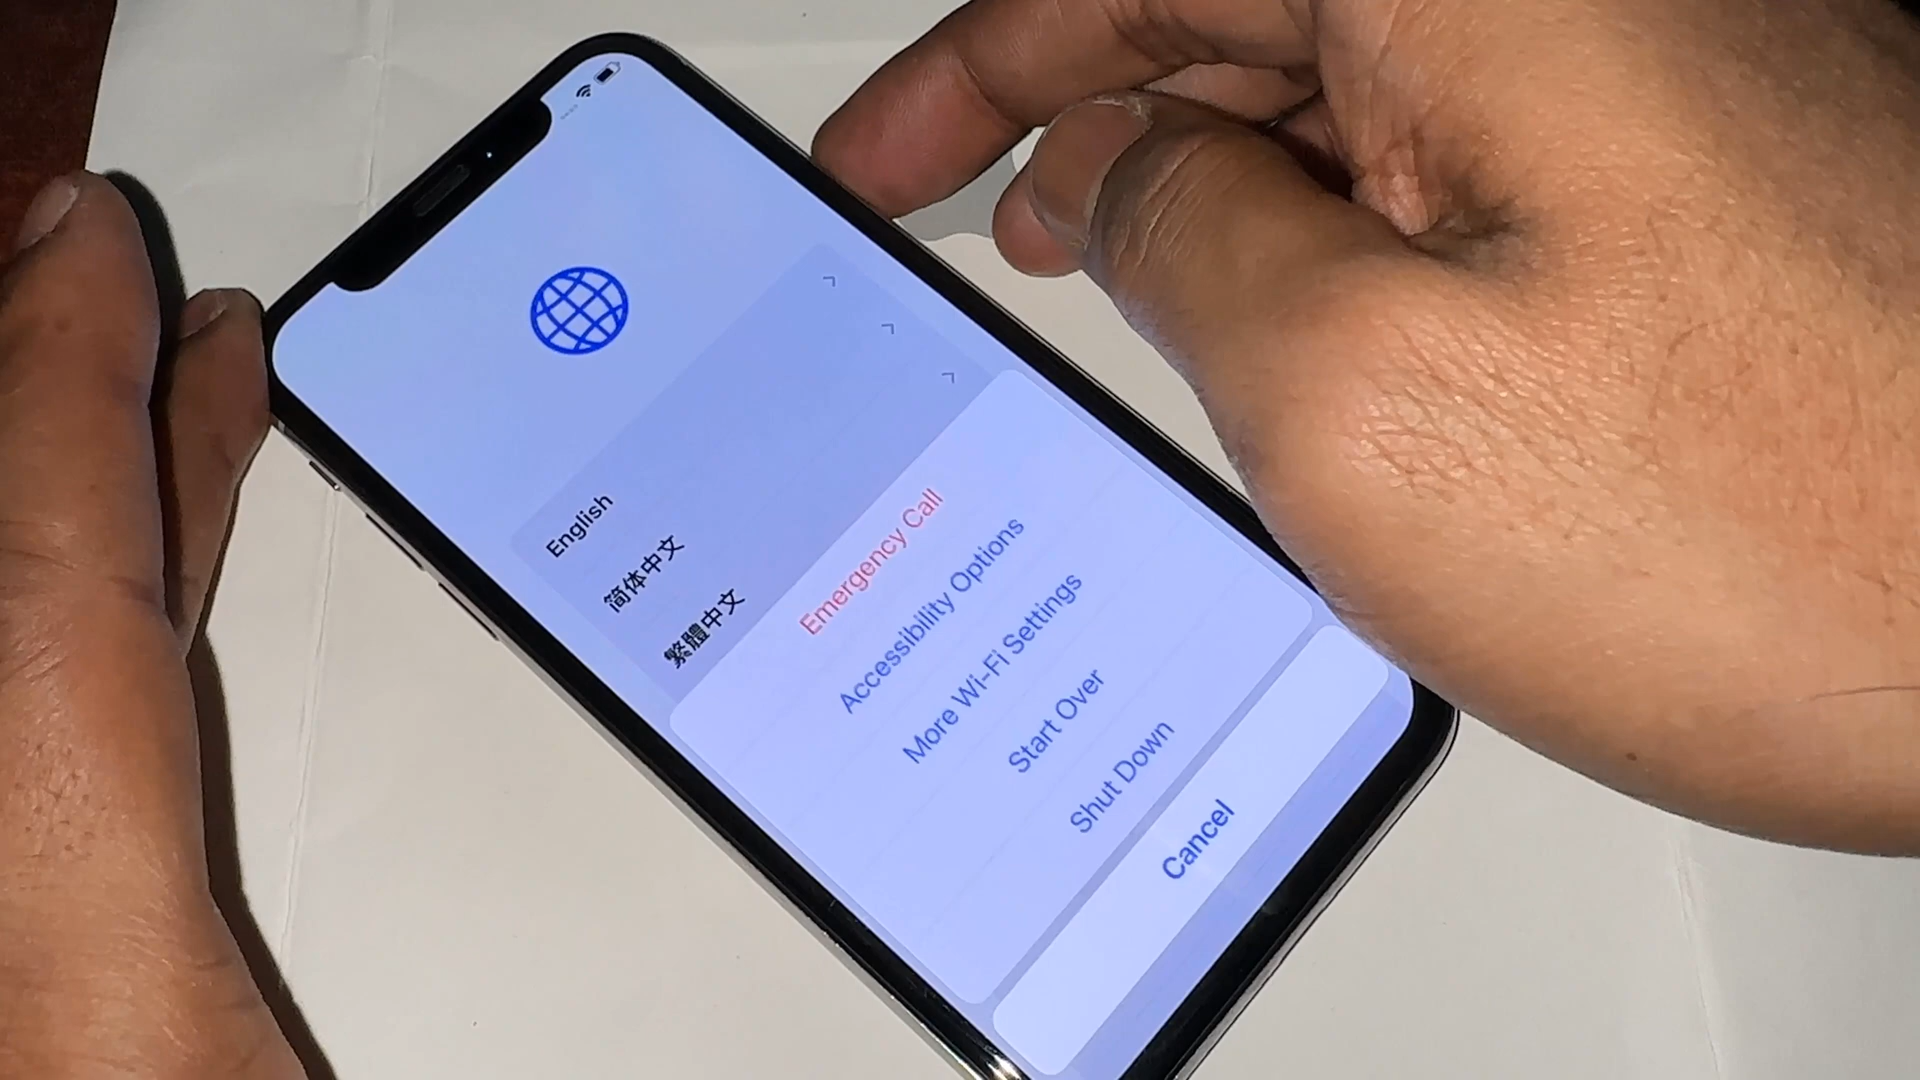 English
简体中文
繁體中文
Emergency Call
Accessibility Options
More Wi-Fi Settings
Start Over
Shut Down
Cancel